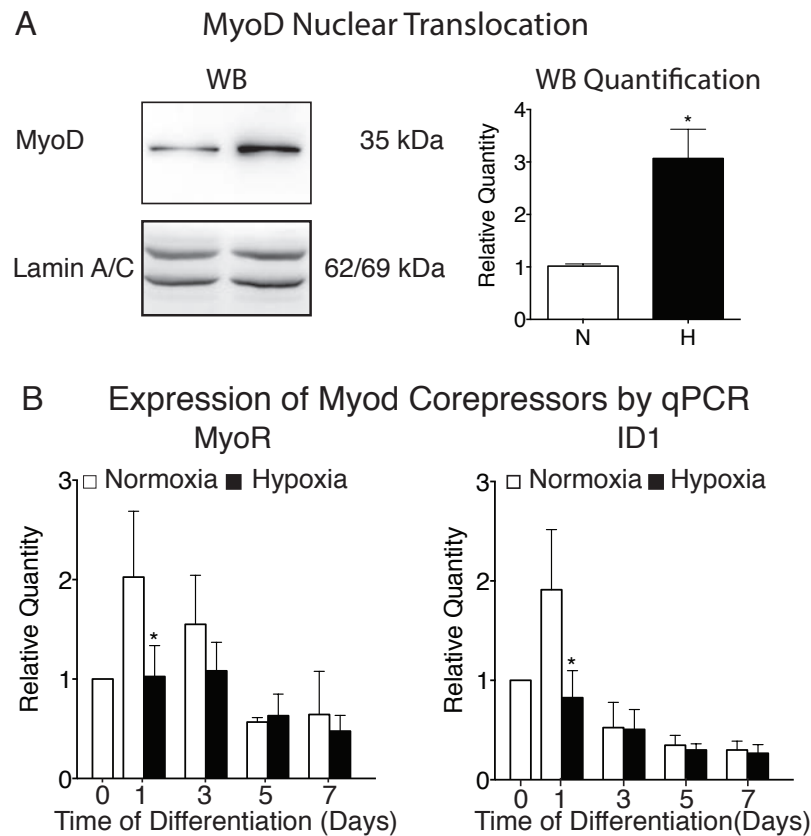 A MyoD Nuclear Translocation
WB
WB Quantification
MyoD
35 kDa
Lamin A/C
62/69 kDa
Relative Quantity
4
3
2
1
0
*
N H
B Expression of Myod Corepressors by qPCR
MyoR
Normoxia Hypoxia
Relative Quantity
3
2
1
0
*
0 1 3 5 7
Time of Differentiation (Days)
ID1
Normoxia Hypoxia
Relative Quantity
3
2
1
0
*
0 1 3 5 7
Time of Differentiation(Days)